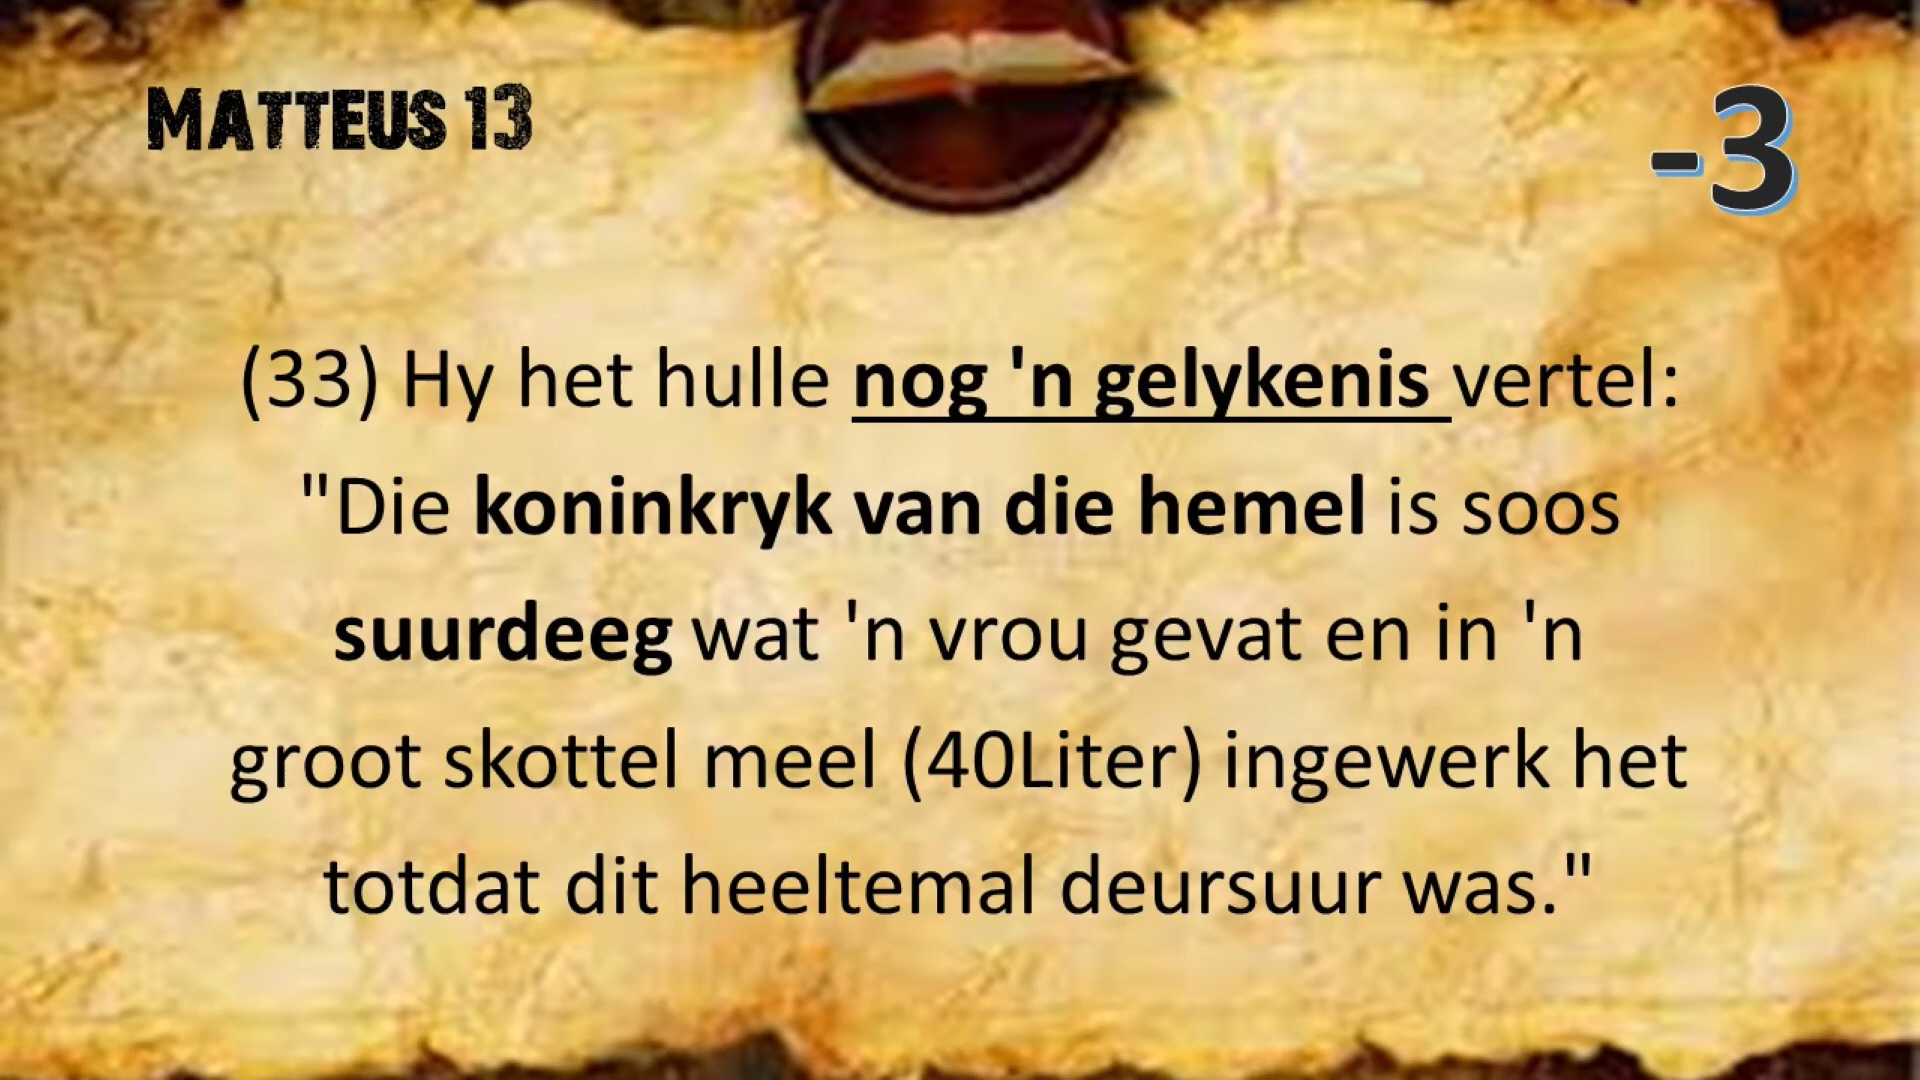 MATTEUS 13
-3
(33) Hy het hulle nog 'n gelykenis vertel:
"Die koninkryk van die hemel is soos
suurdeeg wat 'n vrou gevat en in 'n
groot skottel meel (40Liter) ingewerk het
totdat dit heeltemal deursuur was."